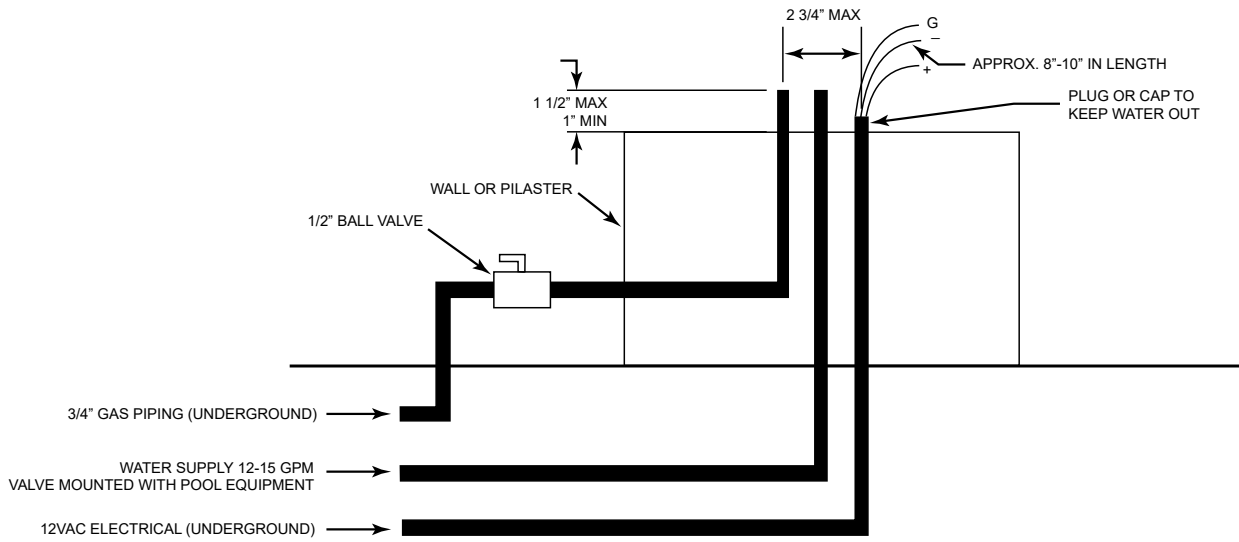 2 3/4” MAX
G
–
+
APPROX. 8”-10” IN LENGTH
1 1/2” MAX
1” MIN
PLUG OR CAP TO
KEEP WATER OUT
WALL OR PILASTER
1/2” BALL VALVE
3/4” GAS PIPING (UNDERGROUND)
WATER SUPPLY 12-15 GPM
VALVE MOUNTED WITH POOL EQUIPMENT
12VAC ELECTRICAL (UNDERGROUND)